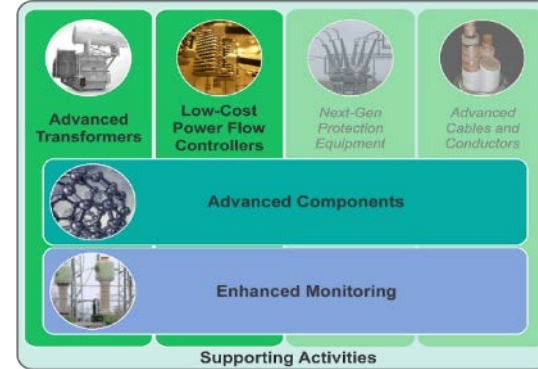 Advanced
Transformers
Low-Cost
Power Flow
Controllers
Next-Gen
Protection
Equipment
Advanced
Cables and
Conductors
Advanced Components
Enhanced Monitoring
Supporting Activities